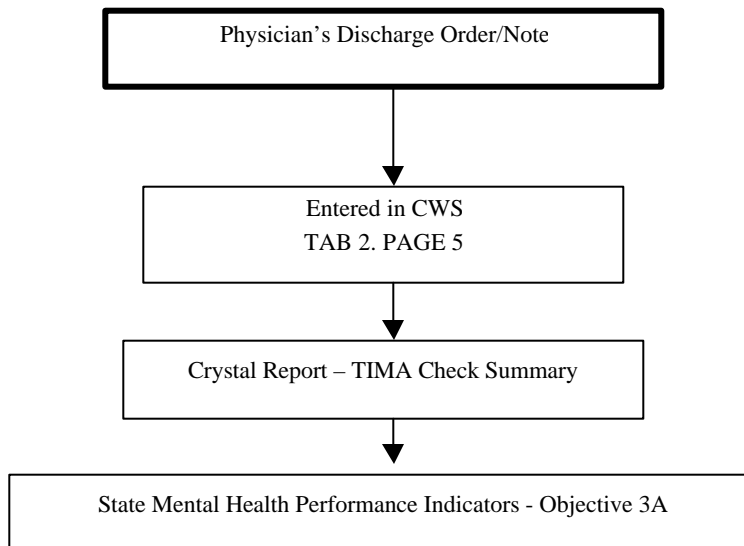 Physician’s Discharge Order/Note
Entered in CWS
TAB 2. PAGE 5
Crystal Report – TIMA Check Summary
State Mental Health Performance Indicators - Objective 3A